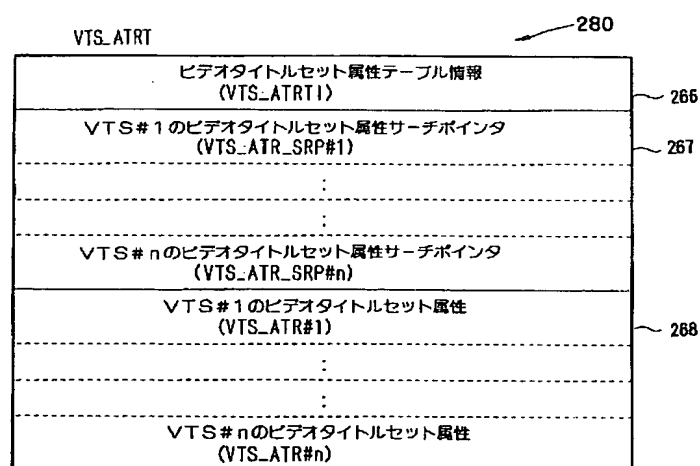 VTS_ATRT
280
ビデオタイトルセット属性テーブル情報
(VTS_ATRTI)
266
VTS#1のビデオタイトルセット属性サーチポインタ
(VTS_ATR_SRP#1)
267
:
:
VTS#nのビデオタイトルセット属性サーチポインタ
(VTS_ATR_SRP#n)
VTS#1のビデオタイトルセット属性
(VTS_ATR#1)
268
:
:
VTS#nのビデオタイトルセット属性
(VTS_ATR#n)